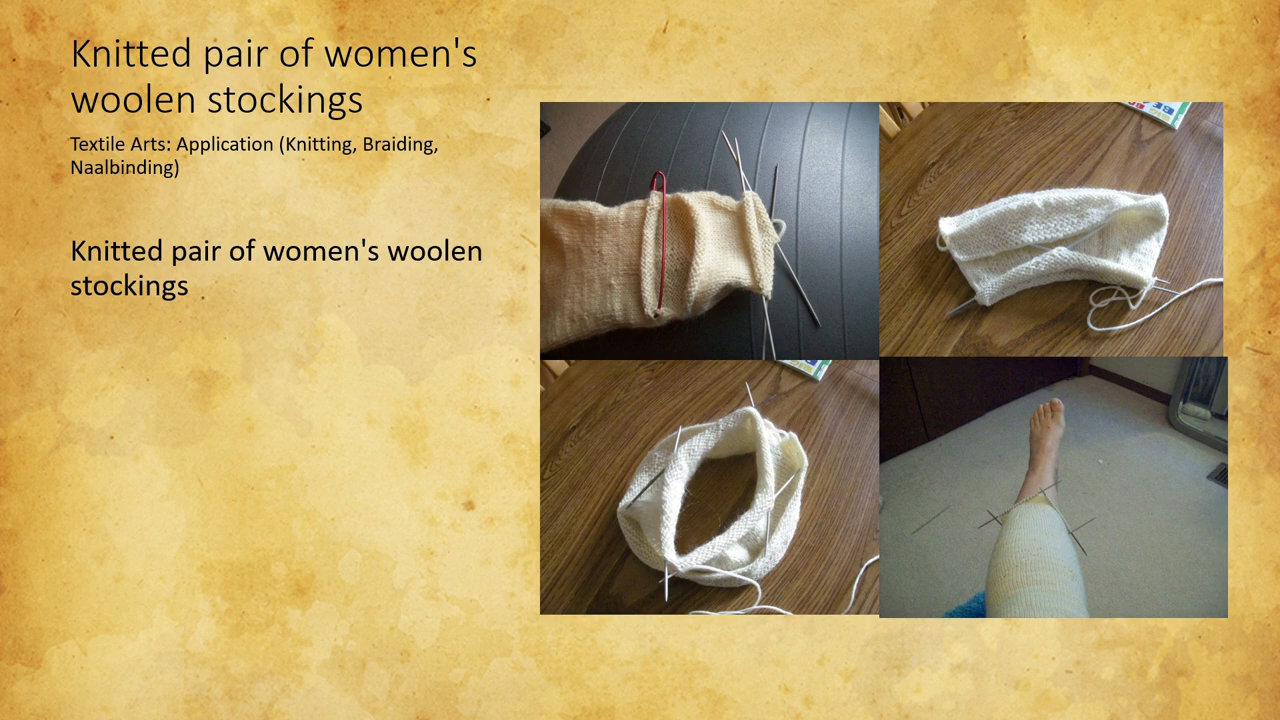 Knitted pair of women's
woolen stockings
Textile Arts: Application (Knitting, Braiding,
Naalbinding)
Knitted pair of women's woolen
stockings